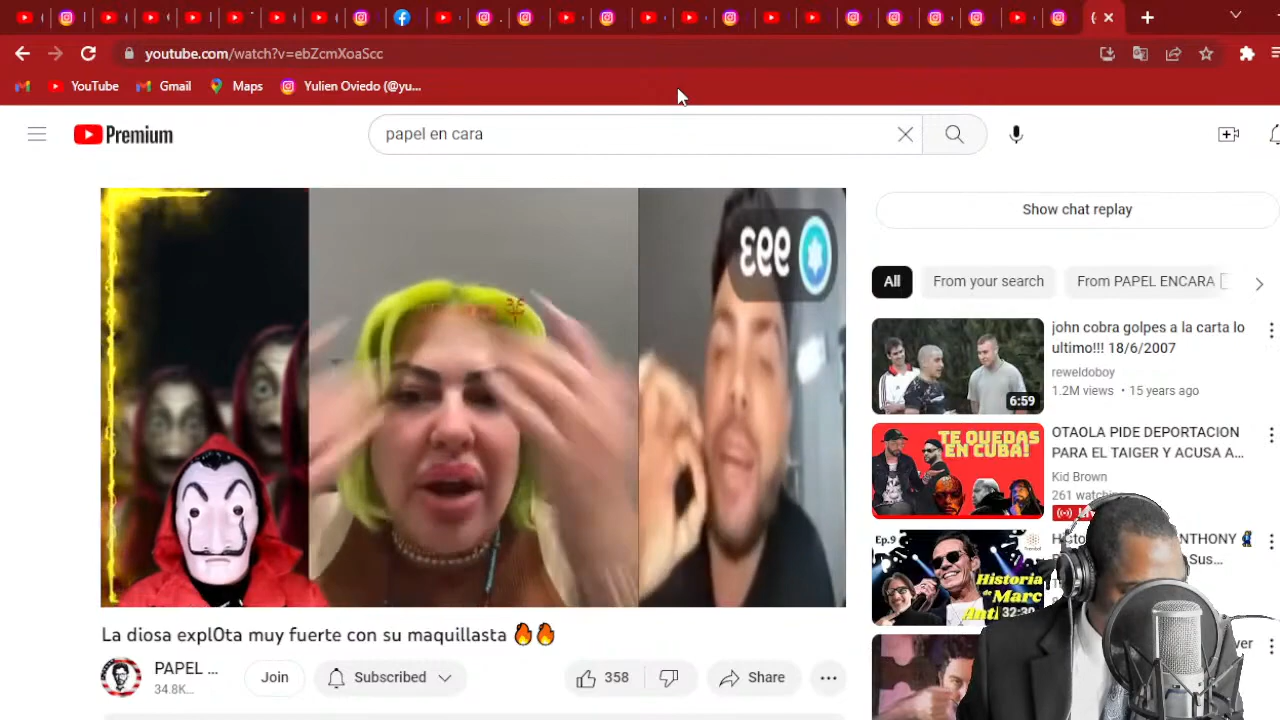 youtube.com/watch?v=ebZcmXoaScc
YouTube
Gmail
Maps
Yulien Oviedo (@yu...
Premium
papel en cara
993
Show chat replay
All
From your search
From PAPEL ENCARA
john cobra golpes a la carta lo
ultimo!!! 18/6/2007
reweldoboy
1.2M views • 15 years ago
6:59
TE QUEDAS
EN CUBA!
OTAOLA PIDE DEPORTACION
PARA EL TAIGER Y ACUSA A...
Kid Brown
261 watching
Ep.9
Historia
de Marc
32:30
La diosa expl0ta muy fuerte con su maquillasta 🔥🔥
PAPEL ...
34.8K...
Join
Subscribed
358
Share